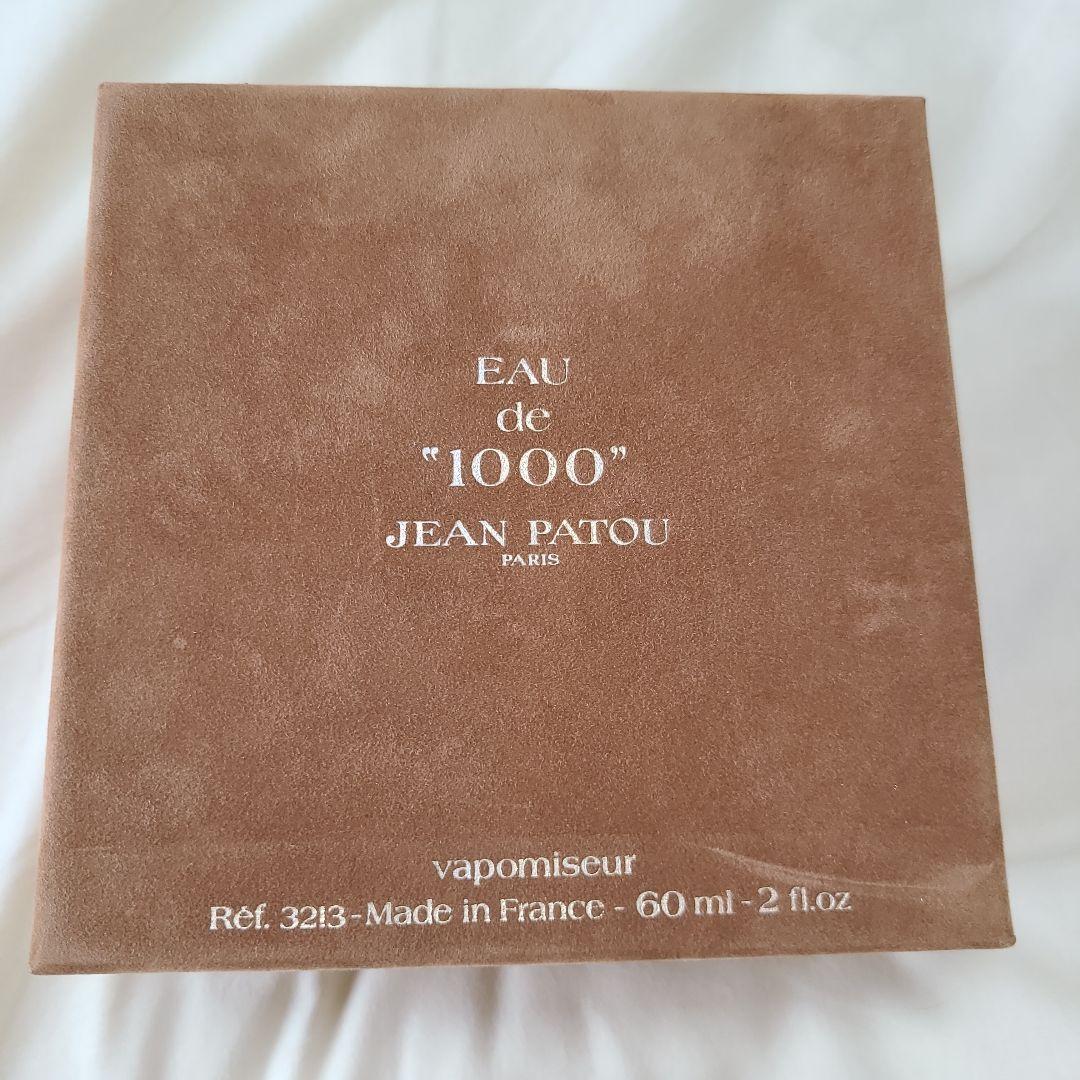 EAU
de
"1000"
JEAN PATOU
PARIS
vapomiseur
Réf. 3213-Made in France - 60 ml - 2 fl.oz